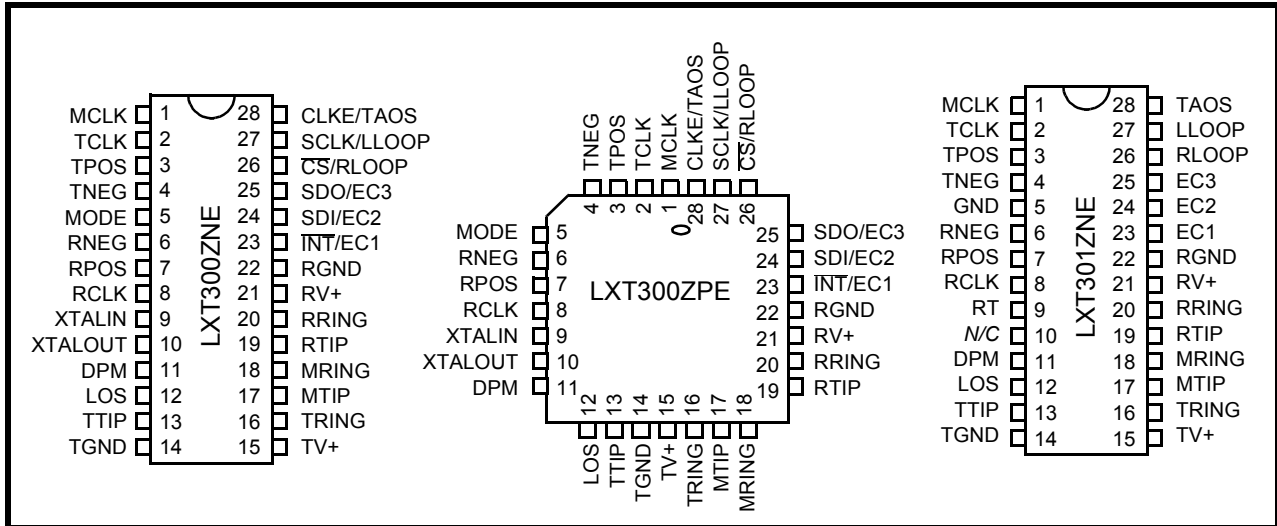 MCLK 1 28 CLKE/TAOS
TCLK 2 27 SCLK/LLOOP
TPOS 3 26 CS/RLOOP
TNEG 4 25 SDO/EC3
MODE 5 24 SDI/EC2
RNEG 6 23 INT/EC1
RPOS 7 22 RGND
RCLK 8 21 RV+
XTALIN 9 20 RRING
XTALOUT 10 19 RTIP
DPM 11 18 MRING
LOS 12 17 MTIP
TTIP 13 16 TRING
TGND 14 15 TV+
LXT300ZNE
TNEG TPOS TCLK MCLK CLKE/TAOS SCLK/LLOOP CS/RLOOP
4 3 2 1 28 27 26
MODE 5 25 SDO/EC3
RNEG 6 24 SDI/EC2
RPOS 7 23 INT/EC1
RCLK 8 22 RGND
XTALIN 9 21 RV+
XTALOUT 10 20 RRING
DPM 11 19 RTIP
LXT300ZPE
12 13 14 15 16 17 18
LOS TTIP TGND TV+ TRING MTIP MRING
MCLK 1 28 TAOS
TCLK 2 27 LLOOP
TPOS 3 26 RLOOP
TNEG 4 25 EC3
GND 5 24 EC2
RNEG 6 23 EC1
RPOS 7 22 RGND
RCLK 8 21 RV+
RT 9 20 RRING
N/C 10 19 RTIP
DPM 11 18 MRING
LOS 12 17 MTIP
TTIP 13 16 TRING
TGND 14 15 TV+
LXT301ZNE